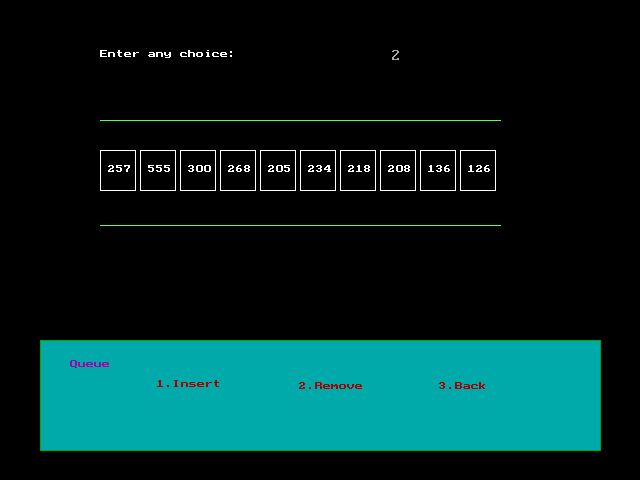 Enter any choice: 2
257 555 300 268 205 234 218 208 136 126
Queue
1.Insert 2.Remove 3.Back